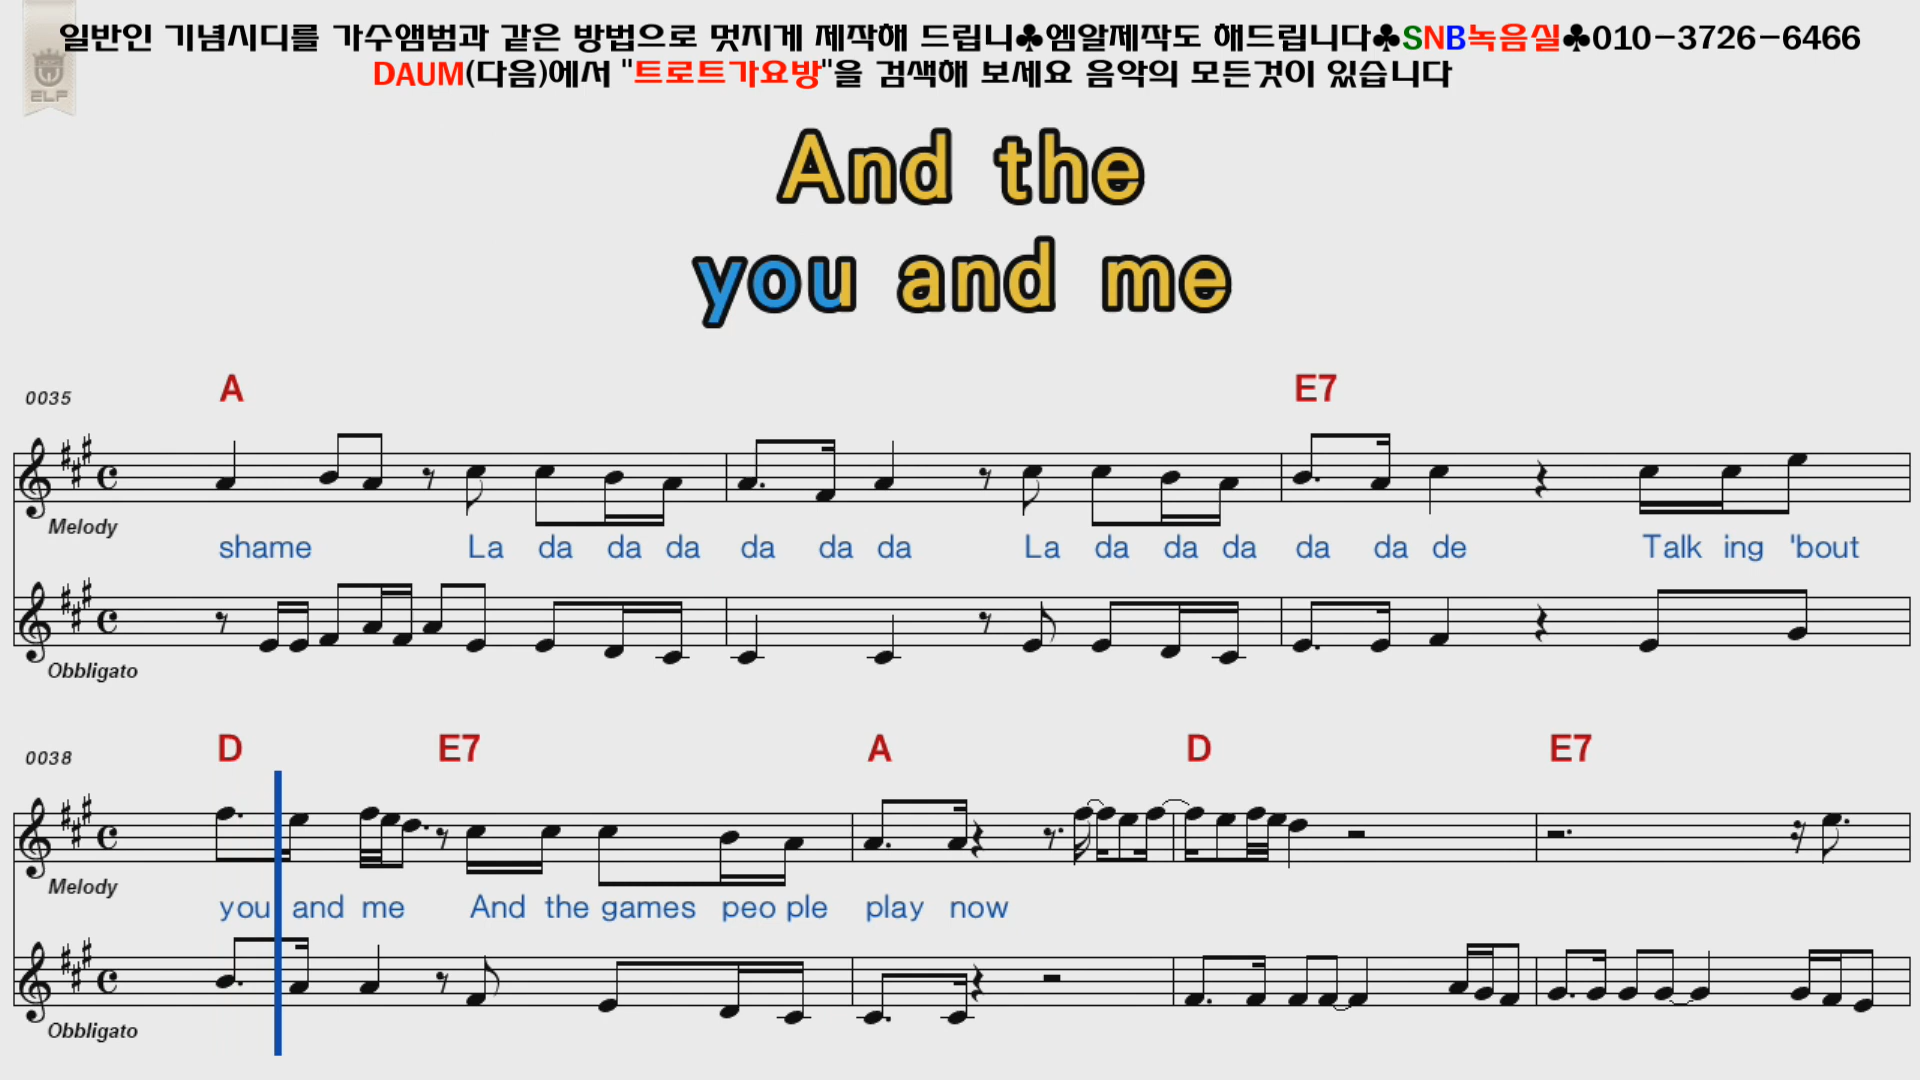 일반인 기념시디를 가수앨범과 같은 방법으로 멋지게 제작해 드립니♣엠알제작도 해드립니다♣SNB녹음실♣010-3726-6466
DAUM(다음)에서 "트로트가요방"을 검색해 보세요 음악의 모든것이 있습니다
ELF
And the
you and me
0035 A E7
Melody
shame La da da da da da da La da da da da da de Talk ing 'bout
Obbligato
0038 D E7 A D E7
Melody
you and me And the games peo ple play now
Obbligato